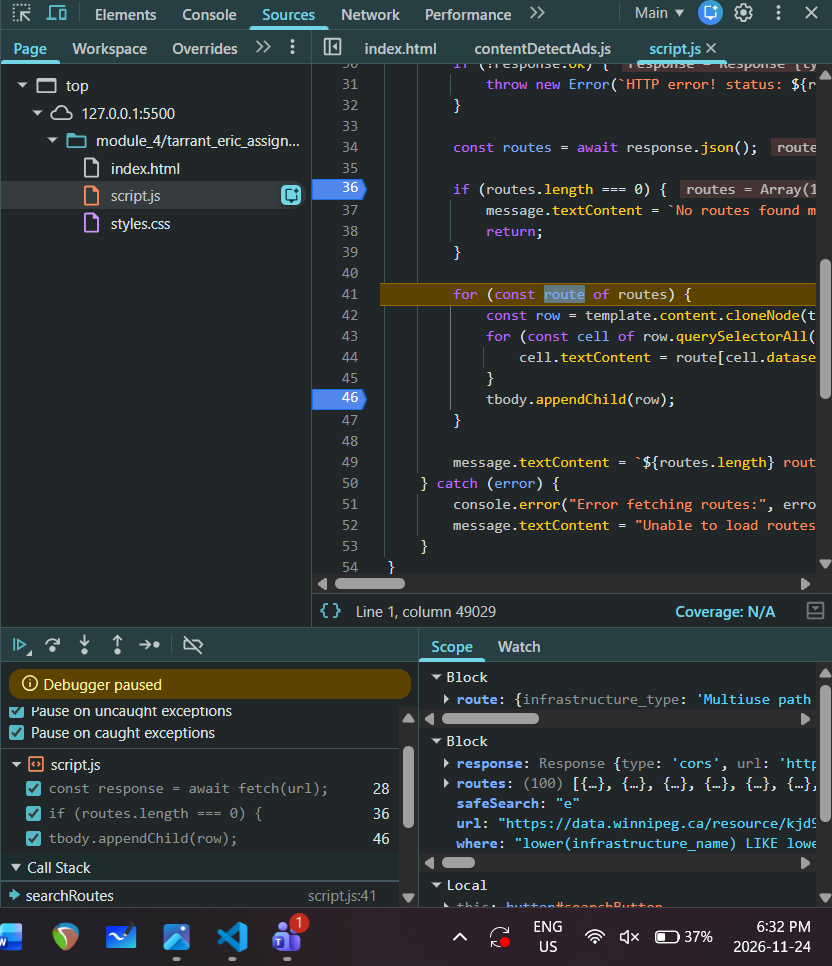 Elements Console Sources Network Performance Main
Page Workspace Overrides index.html contentDetectAds.js script.js
top
127.0.0.1:5500
module_4/tarrant_eric_assign...
index.html
script.js
styles.css
31 throw new Error(`HTTP error! status: ${r
32 }
33
34 const routes = await response.json(); route
35
36 if (routes.length === 0) { routes = Array(1
37 message.textContent = `No routes found m
38 return;
39 }
40
41 for (const route of routes) {
42 const row = template.content.cloneNode(t
43 for (const cell of row.querySelectorAll(
44 cell.textContent = route[cell.datase
45 }
46 tbody.appendChild(row);
47 }
48
49 message.textContent = `${routes.length} rout
50 } catch (error) {
51 console.error("Error fetching routes:", erro
52 message.textContent = "Unable to load routes
53 }
54 }
{} Line 1, column 49029 Coverage: N/A
Debugger paused
Pause on uncaught exceptions
Pause on caught exceptions
script.js
const response = await fetch(url); 28
if (routes.length === 0) { 36
tbody.appendChild(row); 46
Call Stack
searchRoutes script.js:41
Scope Watch
Block
route: {infrastructure_type: 'Multiuse path
Block
response: Response {type: 'cors', url: 'http
routes: (100) [{…}, {…}, {…}, {…}, {…}, {…},
safeSearch: "e"
url: "https://data.winnipeg.ca/resource/kjd9
where: "lower(infrastructure_name) LIKE lowe
Local
this: button#searchButton
1
ENG
US
37%
6:32 PM
2026-11-24